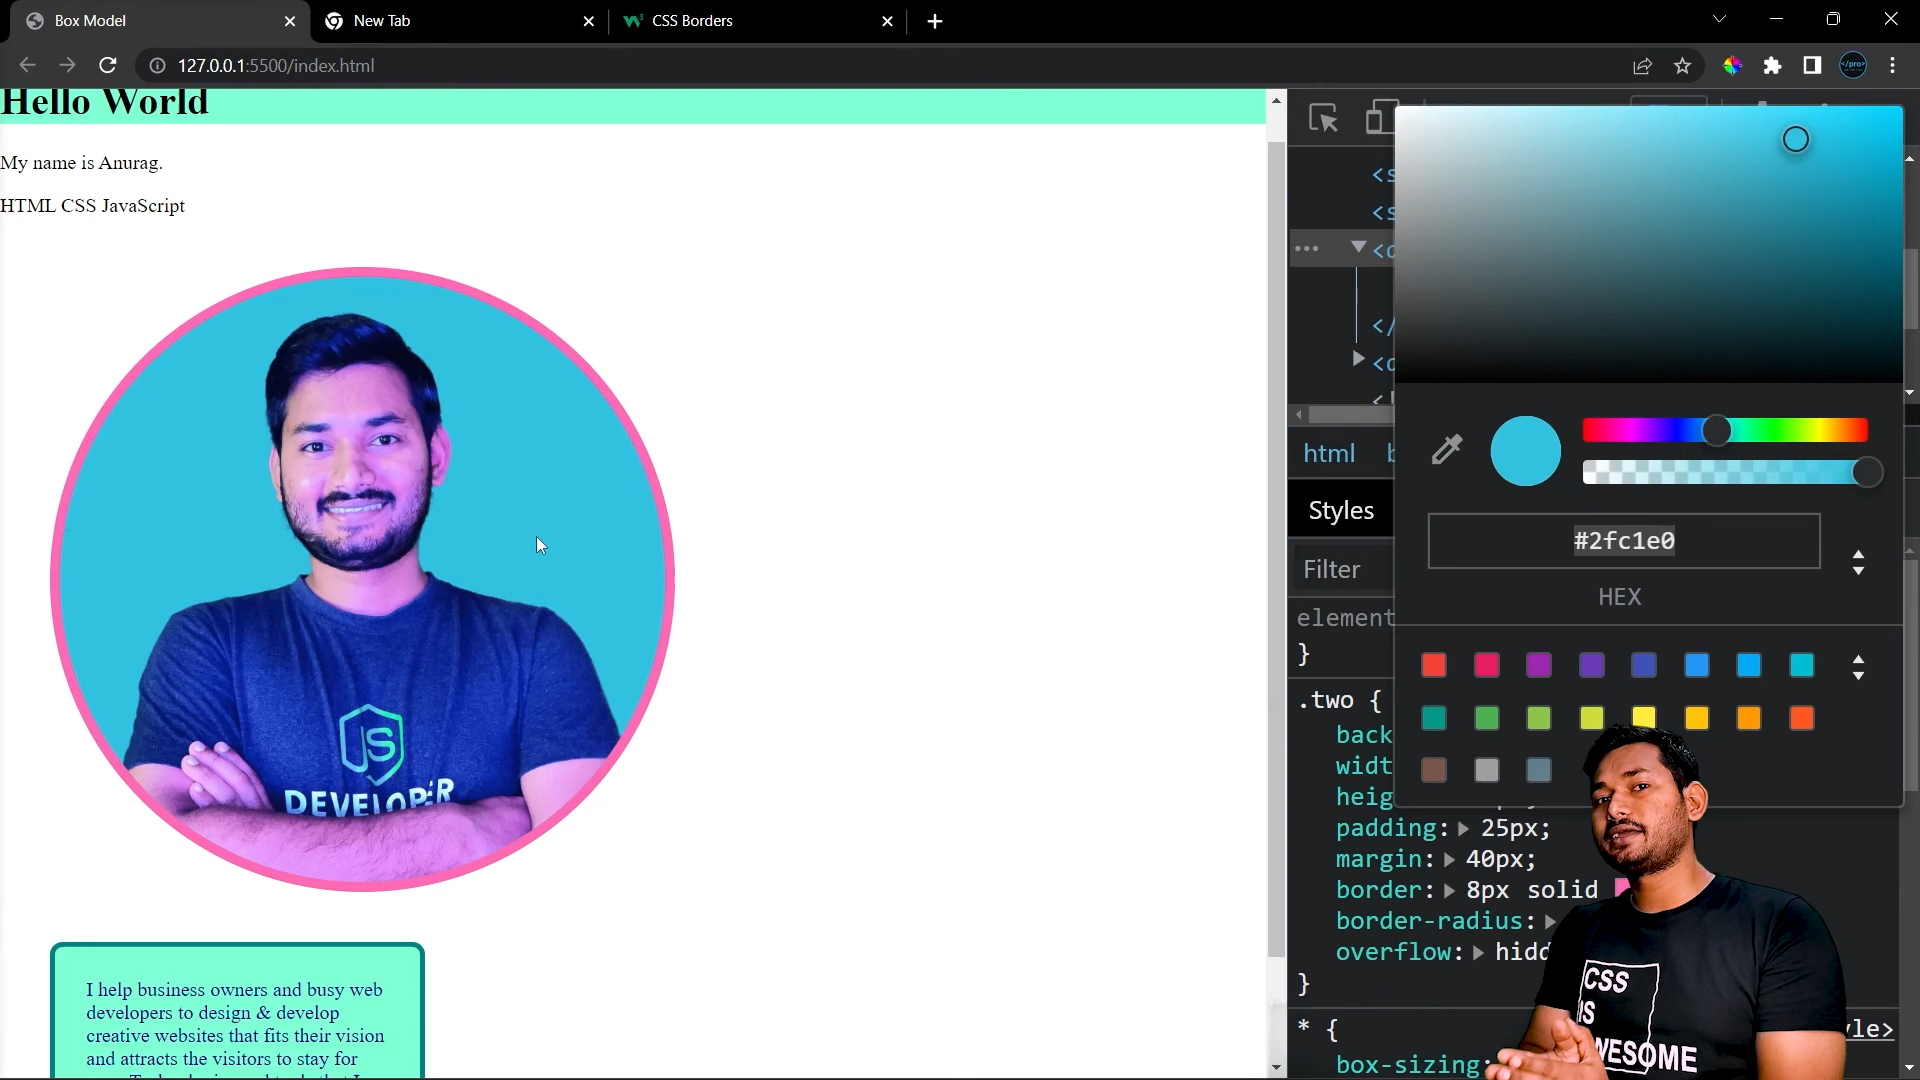 Box Model
New Tab
CSS Borders
127.0.0.1:5500/index.html
Hello World
My name is Anurag.
HTML CSS JavaScript
JS
DEVELOPER
I help business owners and busy web
developers to design & develop
creative websites that fits their vision
and attracts the visitors to stay for
html
Styles
Filter
element
}
.two {
back
widt
heig
padding: 25px;
margin: 40px;
border: 8px solid
border-radius:
overflow: hidd
}
* {
yle>
box-sizing:
#2fc1e0
HEX
CSS
IS
WESOME
</pro>